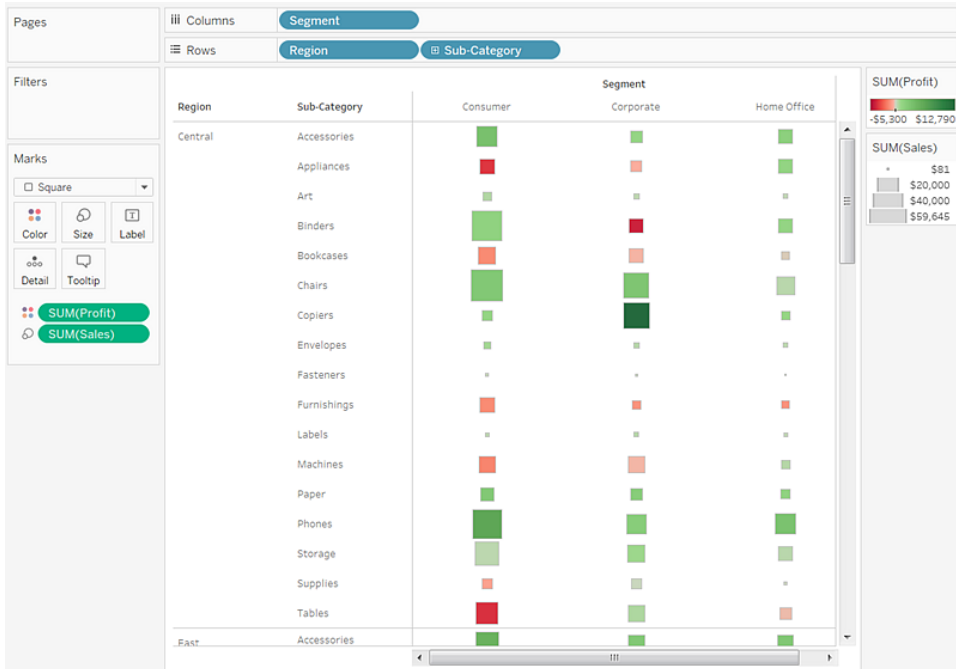 Pages
Columns
Segment
Rows
Region
Sub-Category
Filters
Marks
Square
Color
Size
Label
Detail
Tooltip
SUM(Profit)
SUM(Sales)
Segment
Region Sub-Category Consumer Corporate Home Office
Central Accessories
Appliances
Art
Binders
Bookcases
Chairs
Copiers
Envelopes
Fasteners
Furnishings
Labels
Machines
Paper
Phones
Storage
Supplies
Tables
East Accessories
SUM(Profit)
-$5,300 $12,790
SUM(Sales)
$81
$20,000
$40,000
$59,645